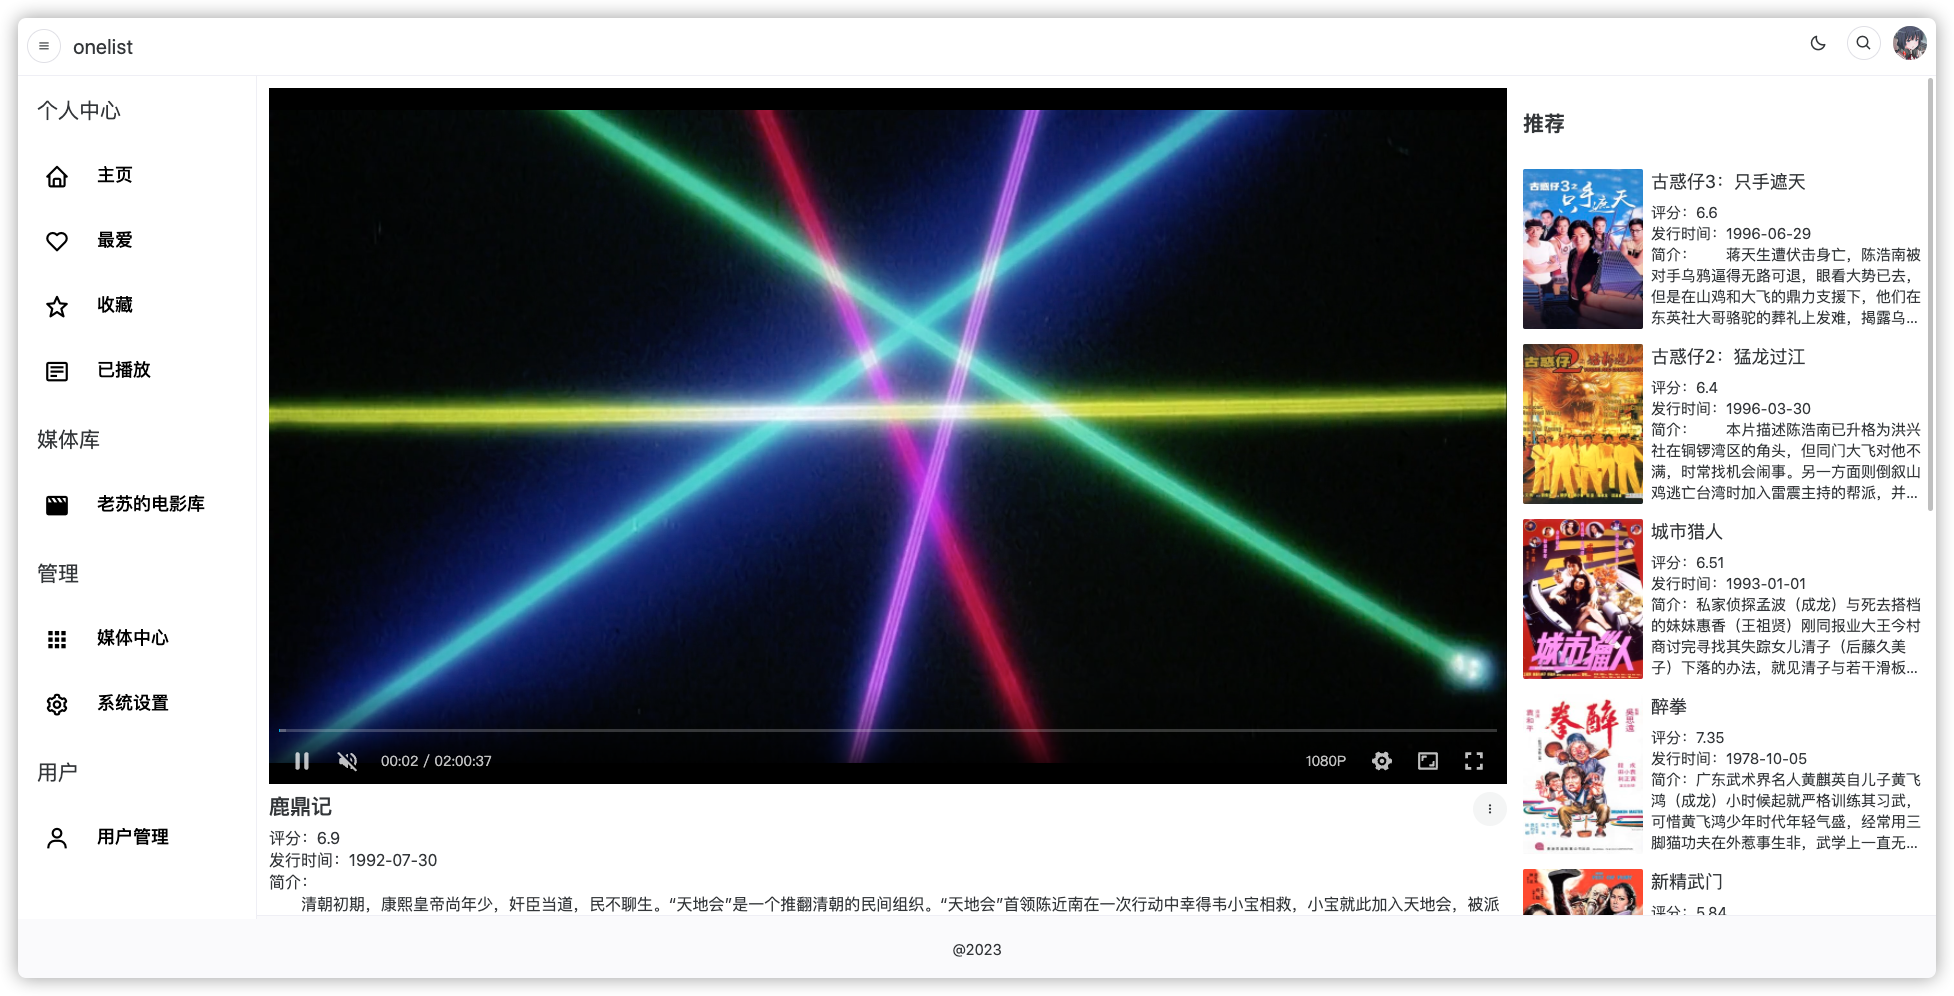 onelist
个人中心
主页
最爱
收藏
已播放
媒体库
老苏的电影库
管理
媒体中心
系统设置
用户
用户管理
00:02 / 02:00:37
1080P
鹿鼎记
评分：6.9
发行时间：1992-07-30
简介：
清朝初期，康熙皇帝尚年少，奸臣当道，民不聊生。“天地会”是一个推翻清朝的民间组织。“天地会”首领陈近南在一次行动中幸得韦小宝相救，小宝就此加入天地会，被派
推荐
古惑仔3之
只手遮天
古惑仔3：只手遮天
评分：6.6
发行时间：1996-06-29
简介： 蒋天生遭伏击身亡，陈浩南被
对手乌鸦逼得无路可退，眼看大势已去，
但是在山鸡和大飞的鼎力支援下，他们在
东英社大哥骆驼的葬礼上发难，揭露乌...
古惑仔2
古惑仔2：猛龙过江
评分：6.4
发行时间：1996-03-30
简介： 本片描述陈浩南已升格为洪兴
社在铜锣湾区的角头，但同门大飞对他不
满，时常找机会闹事。另一方面则倒叙山
鸡逃亡台湾时加入雷震主持的帮派，并...
城市獵人
城市猎人
评分：6.51
发行时间：1993-01-01
简介：私家侦探孟波（成龙）与死去搭档
的妹妹惠香（王祖贤）刚同报业大王今村
商讨完寻找其失踪女儿清子（后藤久美
子）下落的办法，就见清子与若干滑板...
拳醉
醉拳
评分：7.35
发行时间：1978-10-05
简介：广东武术界名人黄麒英自儿子黄飞
鸿（成龙）小时候起就严格训练其习武，
可惜黄飞鸿少年时代年轻气盛，经常用三
脚猫功夫在外惹事生非，武学上一直无...
新精武门
评分：5.84
@2023